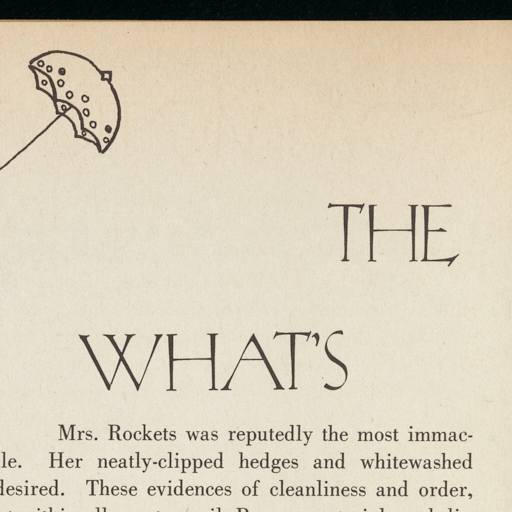 THE
WHAT'S
Mrs. Rockets was reputedly the most immac-
le. Her neatly-clipped hedges and whitewashed
desired. These evidences of cleanliness and order,